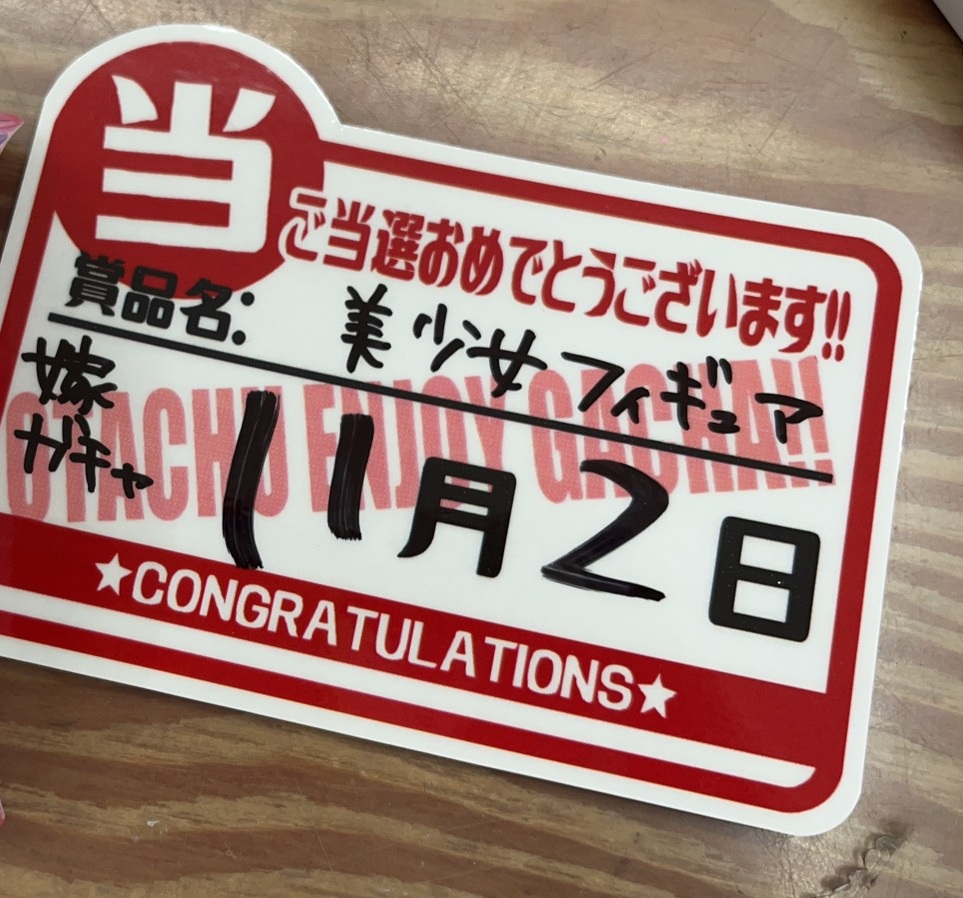 当
ご当選おめでとうございます!!
賞品名: 美少女フィギュア
嫁
ガチャ
OTACHU ENJOY GACHA!!
11月2日
★CONGRATULATIONS★